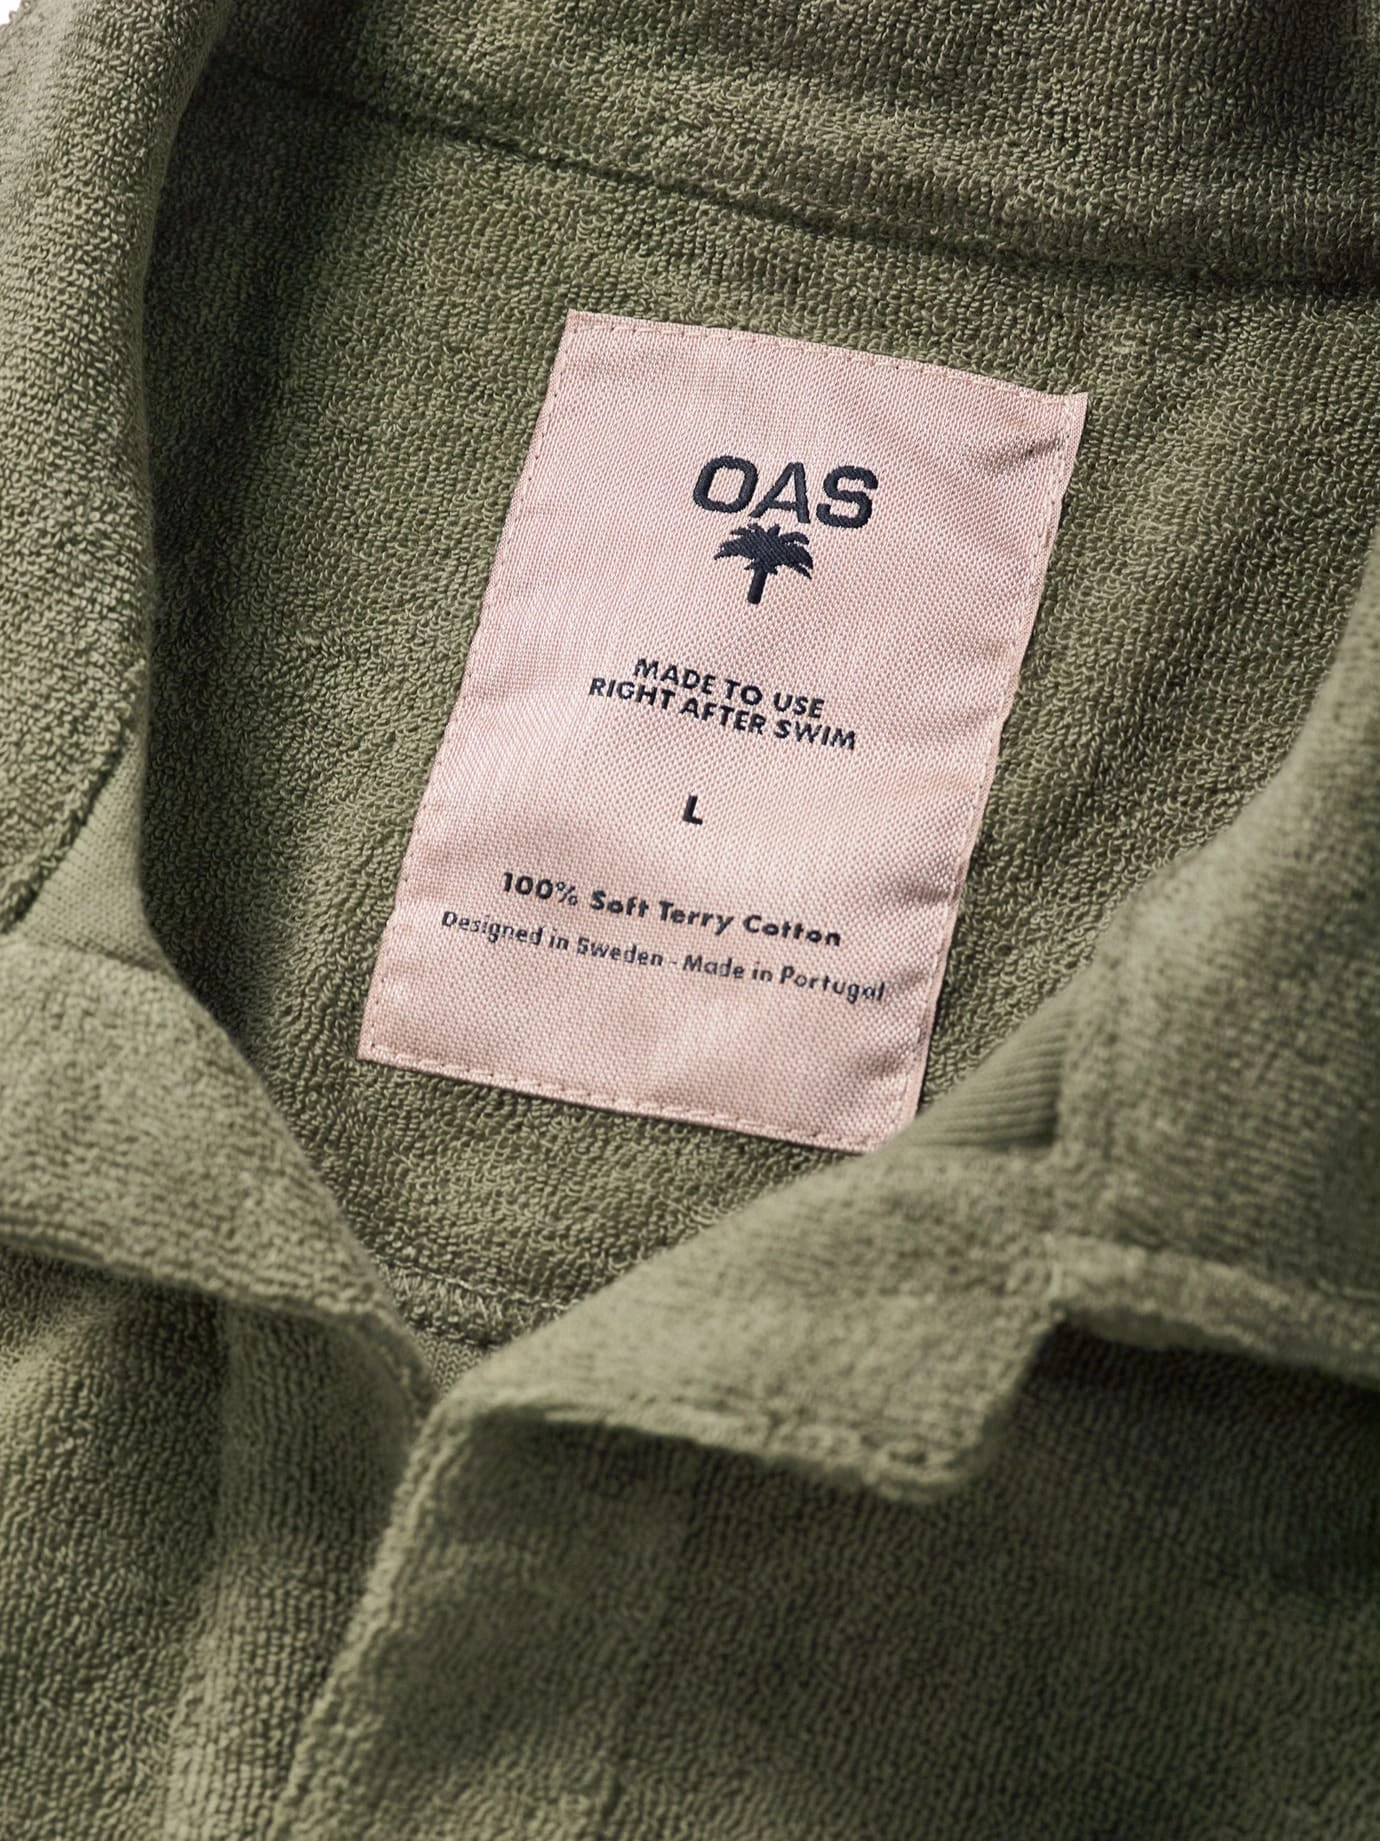 OAS
MADE TO USE
RIGHT AFTER SWIM
L
100% Soft Terry Cotton
Designed in Sweden - Made in Portugal